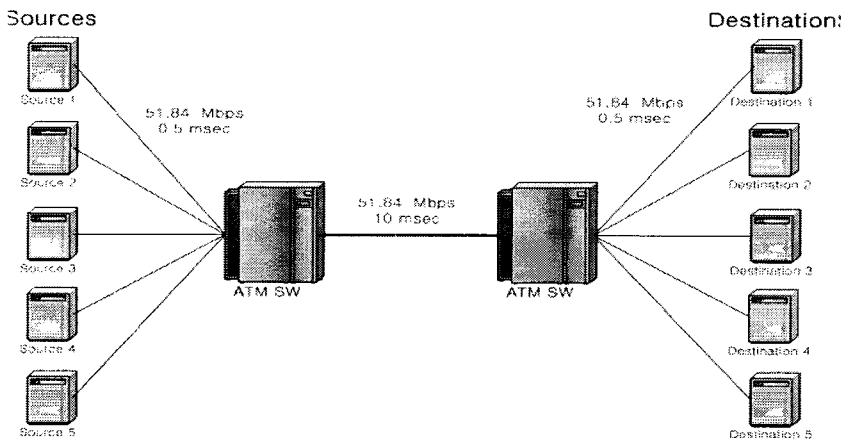 Sources
Destinations
Source 1
51.84 Mbps
0.5 msec
51.84 Mbps
0.5 msec
Destination 1
Source 2
Destination 2
51.84 Mbps
10 msec
Source 3
Destination 3
ATM SW
ATM SW
Source 4
Destination 4
Source 5
Destination 5